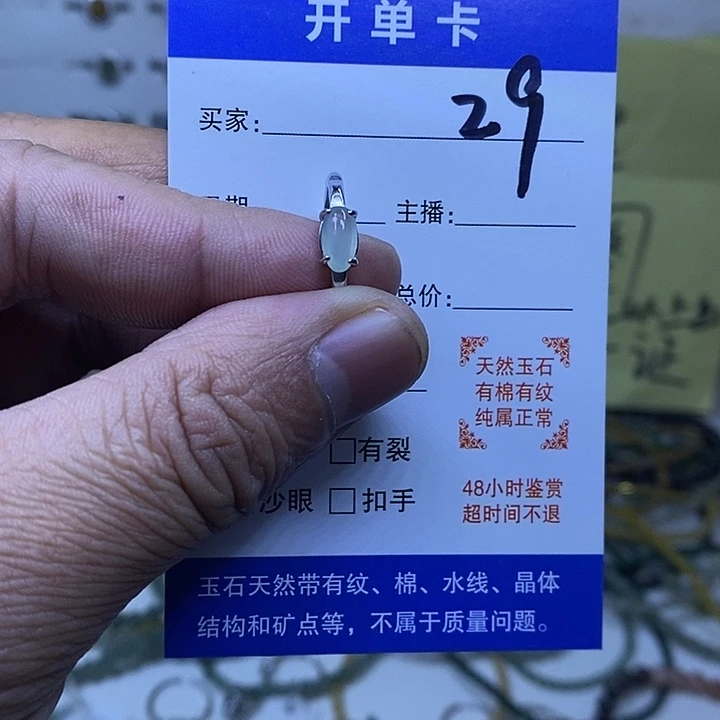 开单卡
买家: 29
日期 主播:
总价:
天然玉石
有棉有纹
纯属正常
有裂
沙眼 扣手
48小时鉴赏
超时间不退
玉石天然带有纹、棉、水线、晶体
结构和矿点等，不属于质量问题。